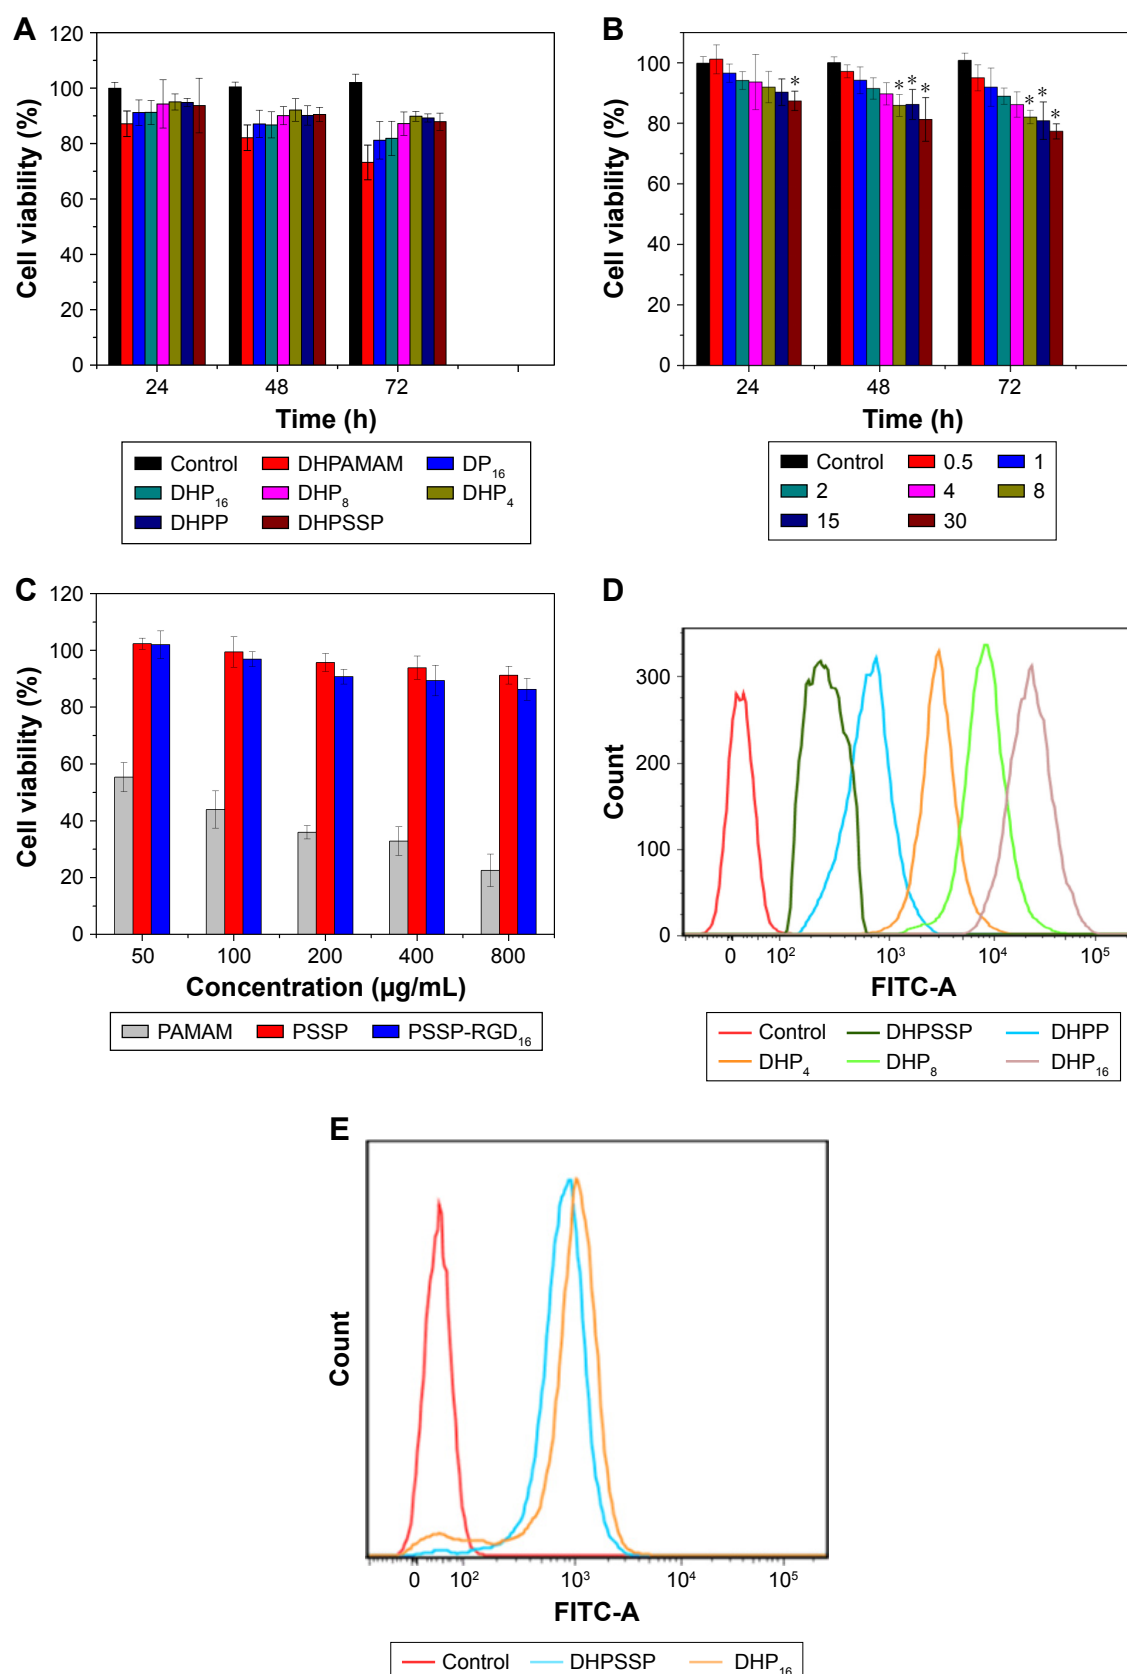 A
B
120
100
80
60
40
20
0
Cell viability (%)
24 48 72
Time (h)
Control DHPAMAM DP16
DHP16 DHP8 DHP4
DHPP DHPSSP
100
80
60
40
20
0
Cell viability (%)
* * * * * * *
24 48 72
Time (h)
Control 0.5 1
2 4 8
15 30
C
D
120
100
80
60
40
20
0
Cell viability (%)
50 100 200 400 800
Concentration (µg/mL)
PAMAM PSSP PSSP-RGD16
300
200
100
0
Count
0 10² 10³ 10⁴ 10⁵
FITC-A
Control DHPSSP DHPP
DHP4 DHP8 DHP16
E
Count
0 10² 10³ 10⁴ 10⁵
FITC-A
Control DHPSSP DHP16